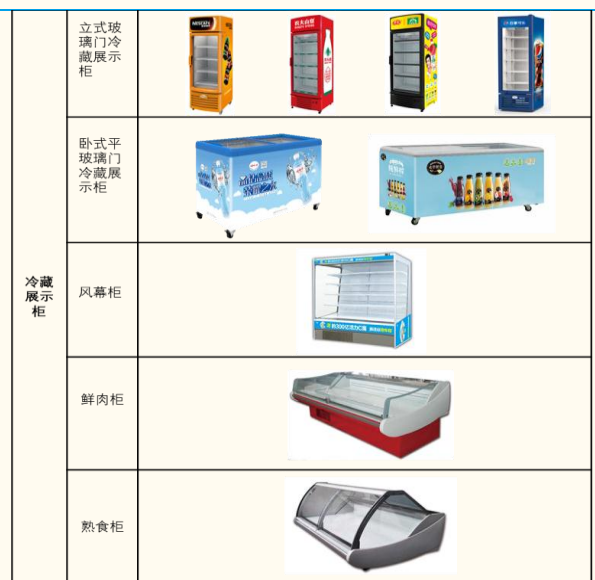 立式玻
璃门冷
藏展示
柜
NESCAFÉ
卧式平
玻璃门
冷藏展
示柜
冷藏
展示
柜
风幕柜
鲜肉柜
熟食柜